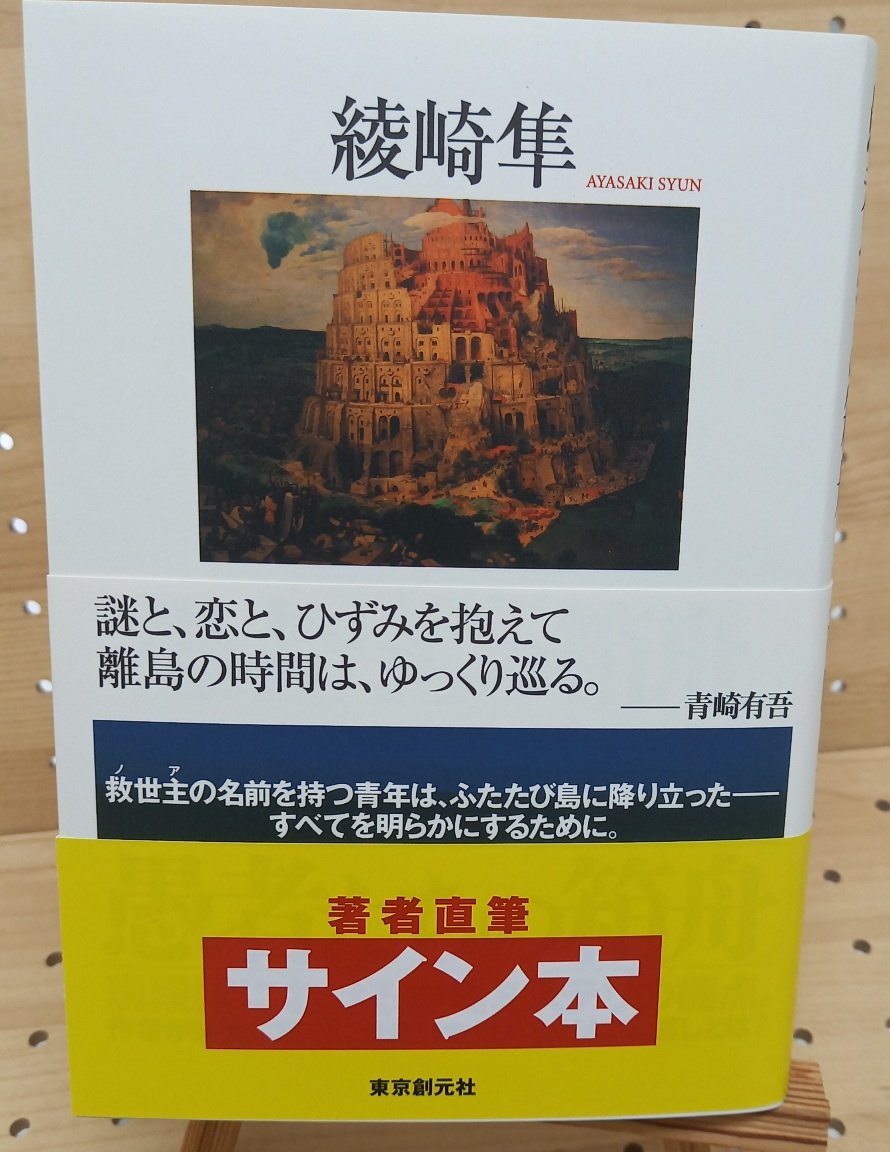 綾崎隼
AYASAKI SYUN
謎と、恋と、ひずみを抱えて
離島の時間は、ゆっくり巡る。
——青崎有吾
ノア
救世主の名前を持つ青年は、ふたたび島に降り立った——
すべてを明らかにするために。
著者直筆
サイン本
東京創元社